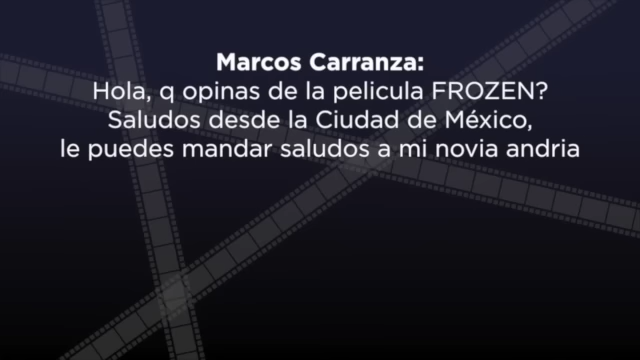 Marcos Carranza:
Hola, q opinas de la pelicula FROZEN?
Saludos desde la Ciudad de México,
le puedes mandar saludos a mi novia andria